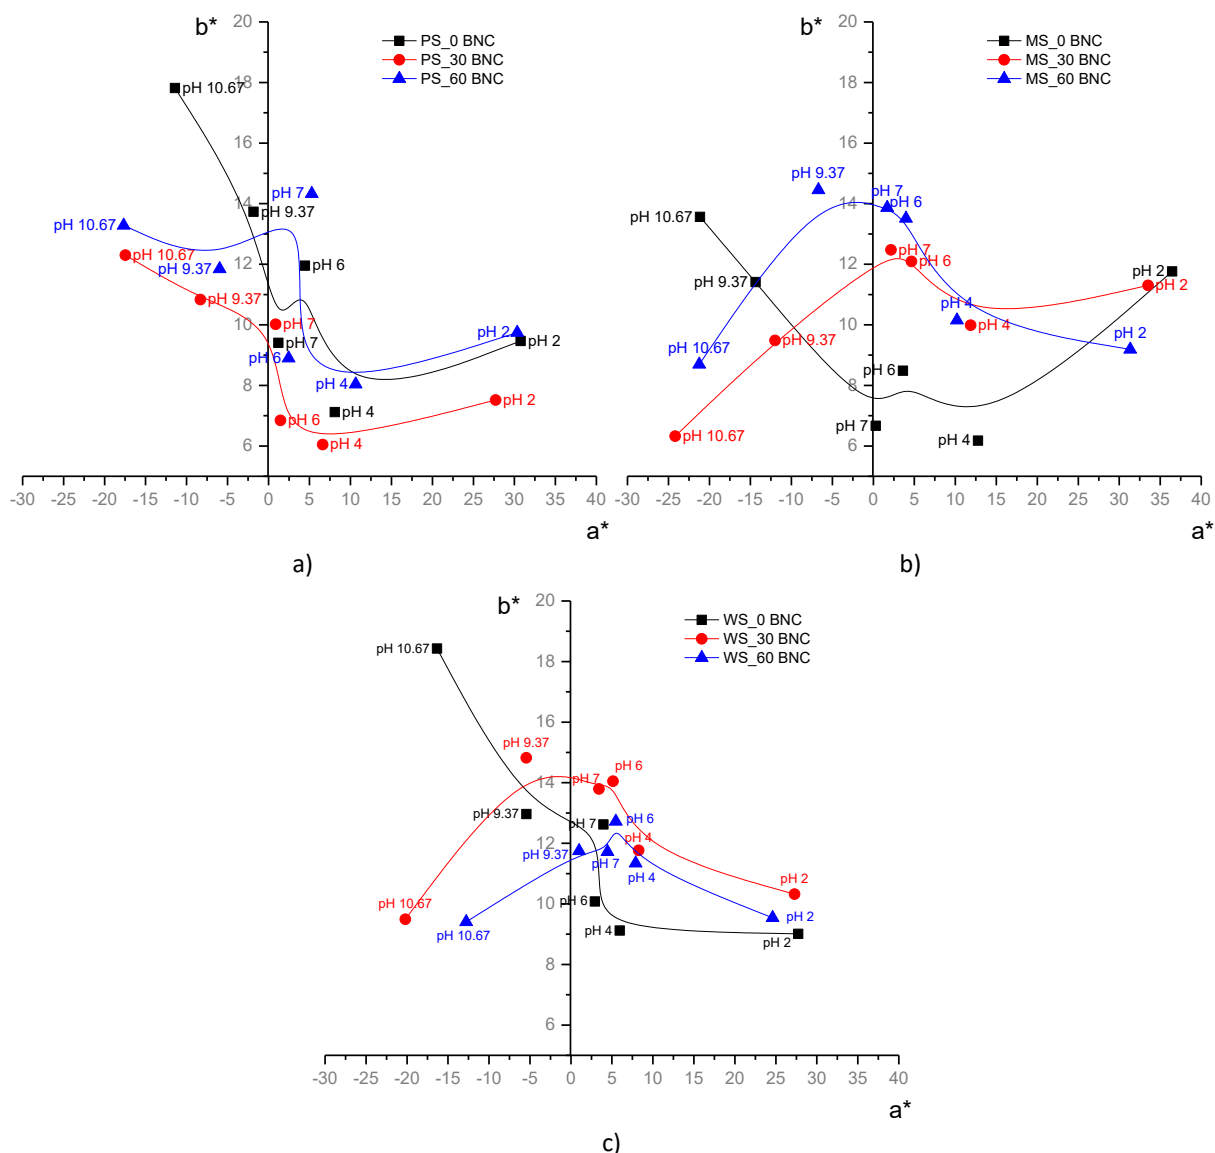 b*
20
18
16
14
12
10
8
6
PS_0 BNC
PS_30 BNC
PS_60 BNC
pH 10.67
pH 9.37
pH 7
pH 6
pH 4
pH 2
pH 10.67
pH 9.37
pH 7
pH 6
pH 4
pH 2
pH 10.67
pH 9.37
pH 7
pH 6
pH 4
pH 2
-30 -25 -20 -15 -10 -5 0 5 10 15 20 25 30 35 40
a*
a)
b*
20
18
16
14
12
10
8
6
MS_0 BNC
MS_30 BNC
MS_60 BNC
pH 10.67
pH 9.37
pH 7
pH 6
pH 4
pH 2
pH 10.67
pH 9.37
pH 7
pH 6
pH 4
pH 2
pH 10.67
pH 9.37
pH 7
pH 6
pH 4
pH 2
-30 -25 -20 -15 -10 -5 0 5 10 15 20 25 30 35 40
a*
b)
b*
20
18
16
14
12
10
8
6
WS_0 BNC
WS_30 BNC
WS_60 BNC
pH 10.67
pH 9.37
pH 7
pH 6
pH 4
pH 2
pH 10.67
pH 9.37
pH 7
pH 6
pH 4
pH 2
pH 10.67
pH 9.37
pH 7
pH 6
pH 4
pH 2
-30 -25 -20 -15 -10 -5 0 5 10 15 20 25 30 35 40
a*
c)